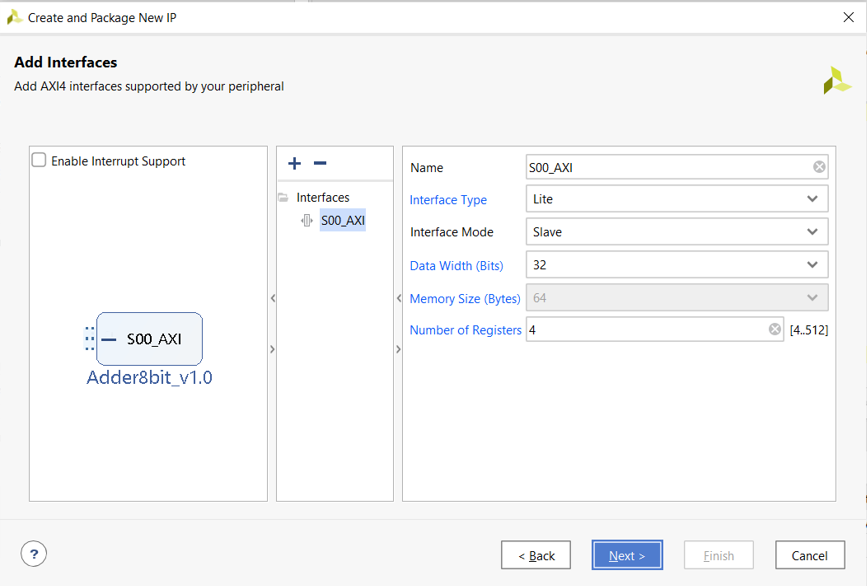 Create and Package New IP
Add Interfaces
Add AXI4 interfaces supported by your peripheral
Enable Interrupt Support
S00_AXI
Adder8bit_v1.0
Interfaces
S00_AXI
Name S00_AXI
Interface Type Lite
Interface Mode Slave
Data Width (Bits) 32
Memory Size (Bytes) 64
Number of Registers 4 [4..512]
? < Back Next > Finish Cancel